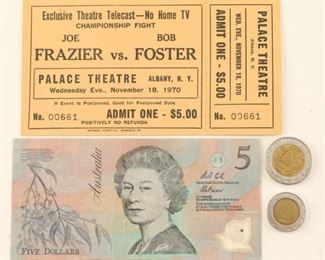 Exclusive Theatre Telecast—No Home TV
CHAMPIONSHIP FIGHT
JOE BOB
FRAZIER vs. FOSTER
PALACE THEATRE ALBANY, N. Y.
Wednesday Eve., November 18, 1970
If Event is Postponed, Good for Postponed Date
No. 00661 ADMIT ONE - $5.00
POSITIVELY NO REFUNDS
PALACE THEATRE
Albany, N. Y.
WED. EVE., NOVEMBER 18, 1970
ADMIT ONE - $5.00
No. 00661
Australia
5
FIVE DOLLARS